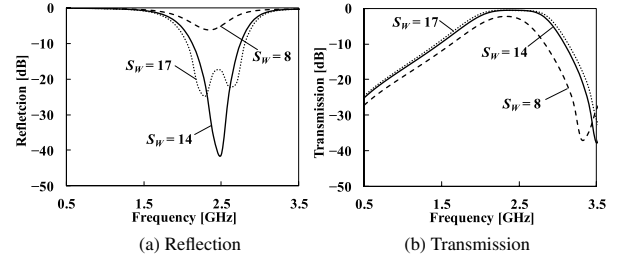 0
−10
−20
−30
−40
−50
Refletcion [dB]
S_W = 8
S_W = 17
S_W = 14
0.5 1.5 2.5 3.5
Frequency [GHz]
(a) Reflection
0
−10
−20
−30
−40
−50
Transmission [dB]
S_W = 17
S_W = 14
S_W = 8
0.5 1.5 2.5 3.5
Frequency [GHz]
(b) Transmission